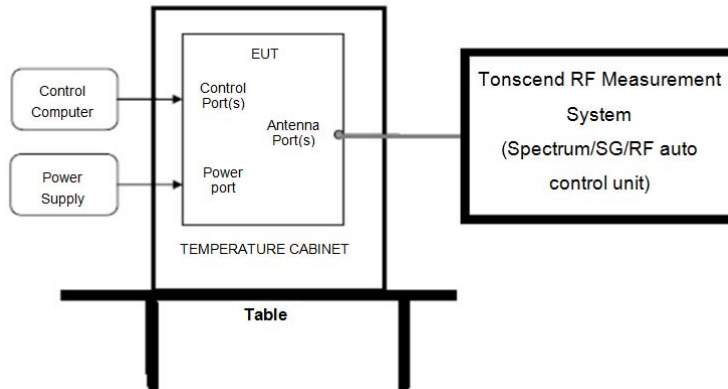 EUT
Control
Computer
Control
Port(s)
Antenna
Port(s)
Power
Supply
Power
port
TEMPERATURE CABINET
Table
Tonscend RF Measurement
System
(Spectrum/SG/RF auto
control unit)